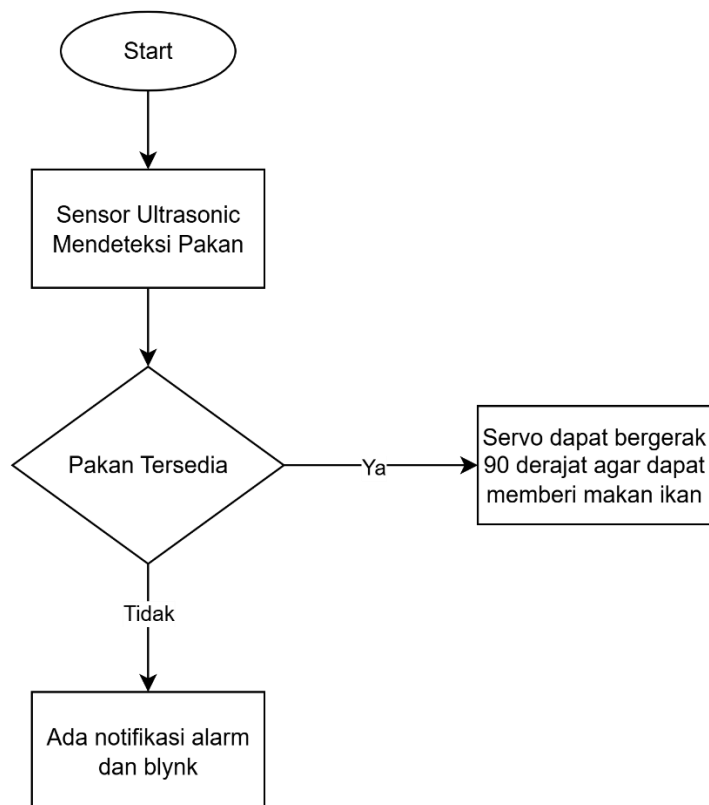 Start
Sensor Ultrasonic
Mendeteksi Pakan
Pakan Tersedia
Ya
Servo dapat bergerak
90 derajat agar dapat
memberi makan ikan
Tidak
Ada notifikasi alarm
dan blynk